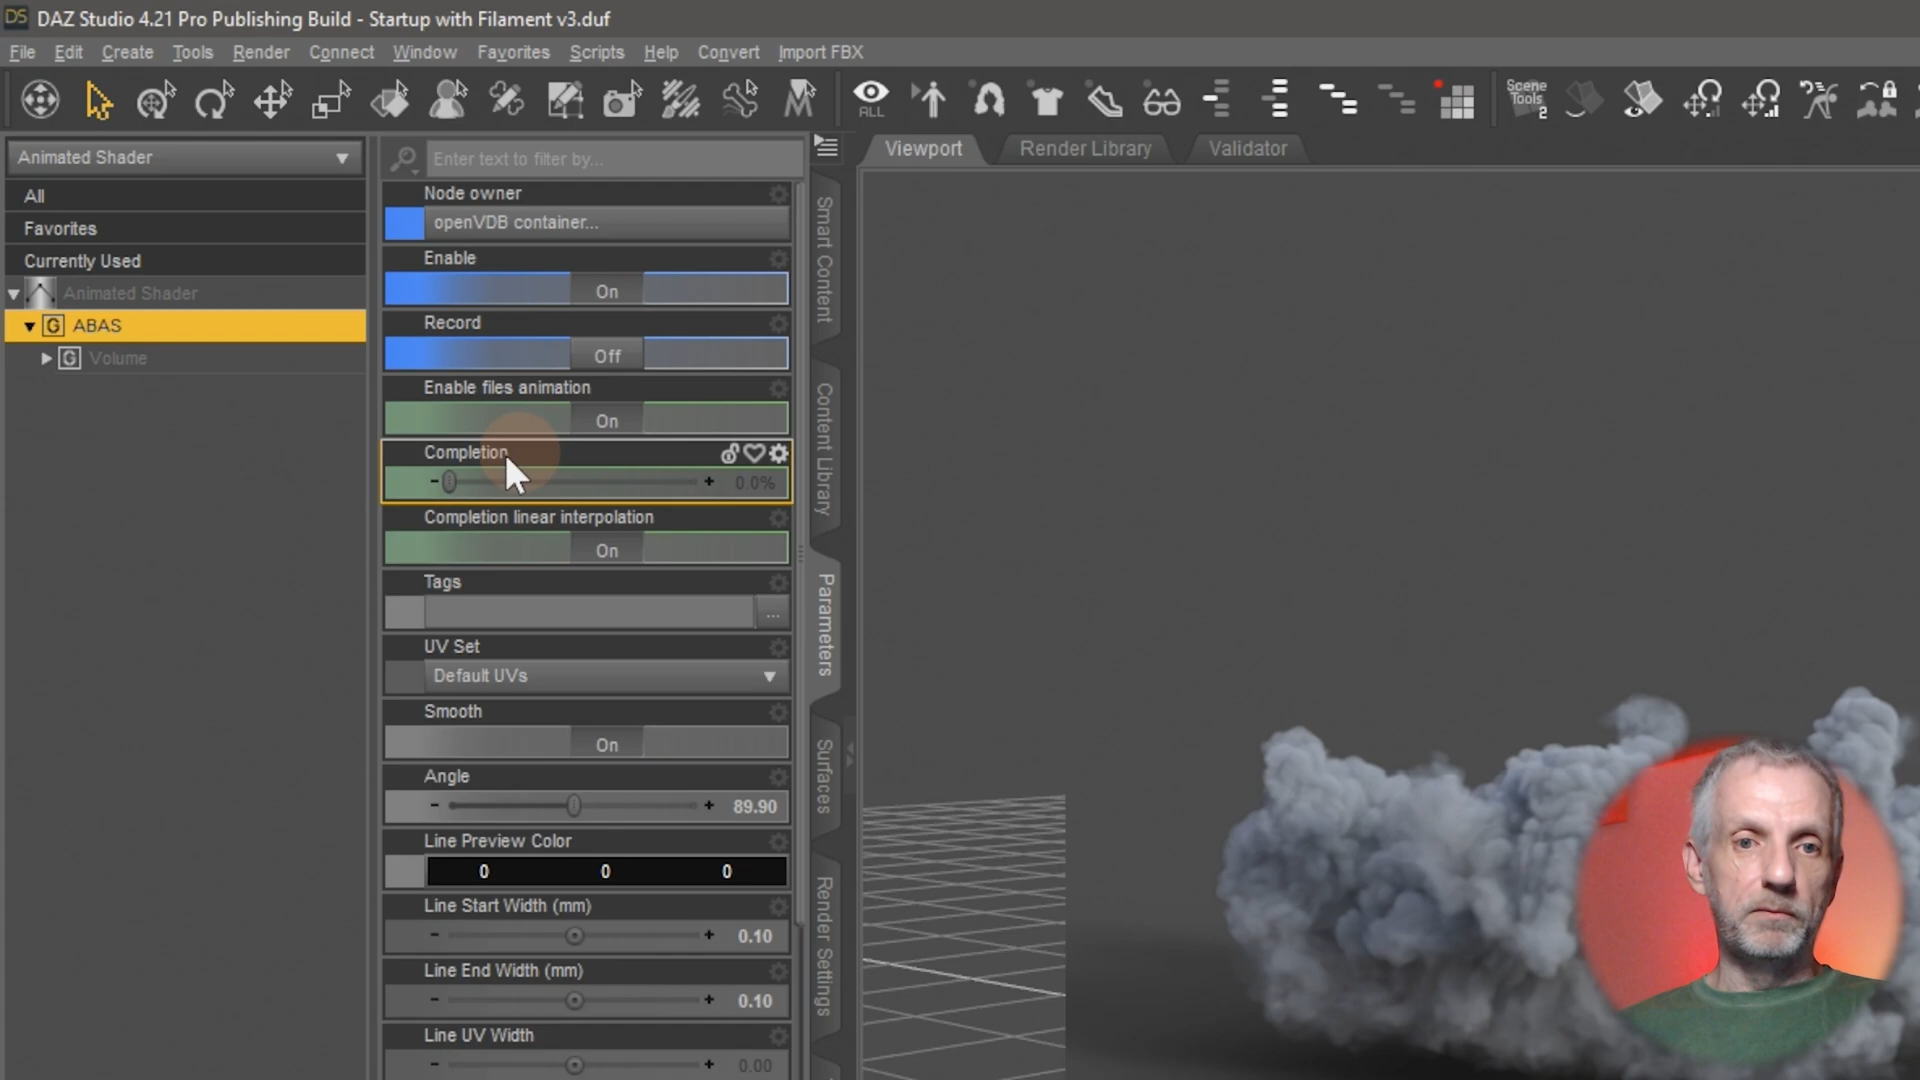 DS DAZ Studio 4.21 Pro Publishing Build - Startup with Filament v3.duf
File Edit Create Tools Render Connect Window Favorites Scripts Help Convert Import FBX
ALL
Scene
Tools
2
Animated Shader
All
Favorites
Currently Used
Animated Shader
G ABAS
G Volume
Enter text to filter by...
Node owner
openVDB container...
Enable
On
Record
Off
Enable files animation
On
Completion
- + 0.0%
Completion linear interpolation
On
Tags
...
UV Set
Default UVs
Smooth
On
Angle
- + 89.90
Line Preview Color
0 0 0
Line Start Width (mm)
- + 0.10
Line End Width (mm)
- + 0.10
Line UV Width
- + 0.00
Smart Content
Content Library
Parameters
Surfaces
Render Settings
Viewport Render Library Validator